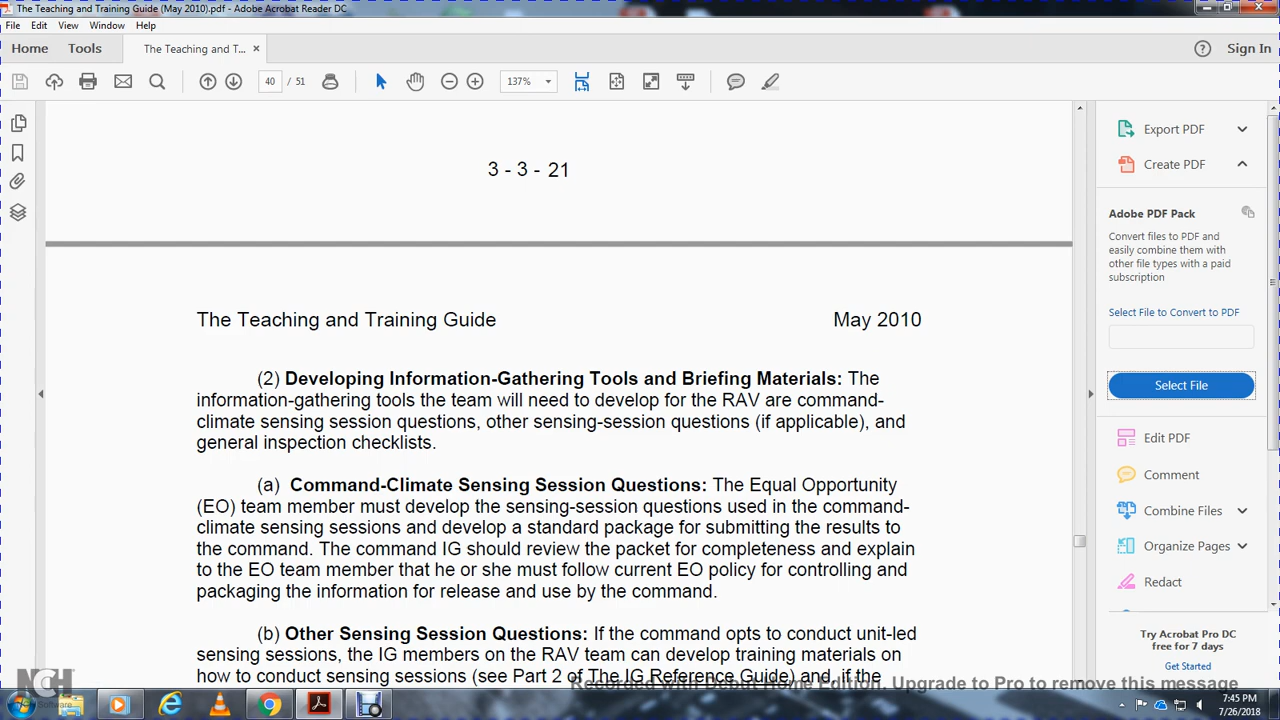 The Teaching and Training Guide (May 2010).pdf - Adobe Acrobat Reader DC
File Edit View Window Help
Home Tools The Teaching and T... × Sign In
40 / 51 137%
3 - 3 - 21
The Teaching and Training Guide May 2010
(2) Developing Information-Gathering Tools and Briefing Materials: The
information-gathering tools the team will need to develop for the RAV are command-
climate sensing session questions, other sensing-session questions (if applicable), and
general inspection checklists.
(a) Command-Climate Sensing Session Questions: The Equal Opportunity
(EO) team member must develop the sensing-session questions used in the command-
climate sensing sessions and develop a standard package for submitting the results to
the command. The command IG should review the packet for completeness and explain
to the EO team member that he or she must follow current EO policy for controlling and
packaging the information for release and use by the command.
(b) Other Sensing Session Questions: If the command opts to conduct unit-led
sensing sessions, the IG members on the RAV team can develop training materials on
how to conduct sensing sessions (see Part 2 of The IG Reference Guide) and, if the
Export PDF
Create PDF
Adobe PDF Pack
Convert files to PDF and
easily combine them with
other file types with a paid
subscription
Select File to Convert to PDF
Select File
Edit PDF
Comment
Combine Files
Organize Pages
Redact
Try Acrobat Pro DC
free for 7 days
Get Started
NCH
Software
Recorded with Debut Home Edition, Upgrade to Pro to remove this message
7:45 PM
7/26/2018